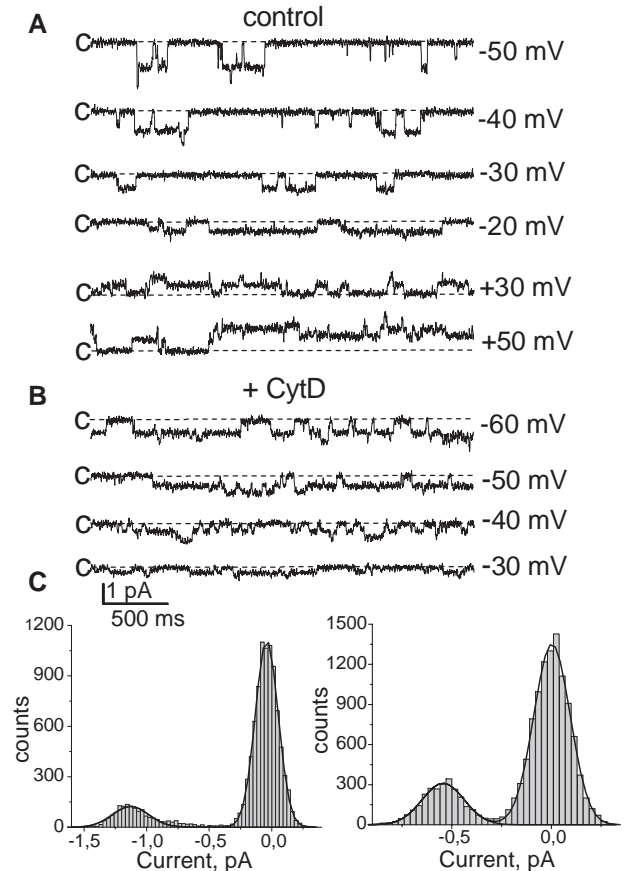 A control
C -50 mV
C -40 mV
C -30 mV
C -20 mV
C +30 mV
C +50 mV
B + CytD
C -60 mV
C -50 mV
C -40 mV
C -30 mV
C
1 pA
500 ms
1200
900
600
300
0
counts
-1,5 -1,0 -0,5 0,0
Current, pA
1500
1200
900
600
300
0
counts
-0,5 0,0
Current, pA